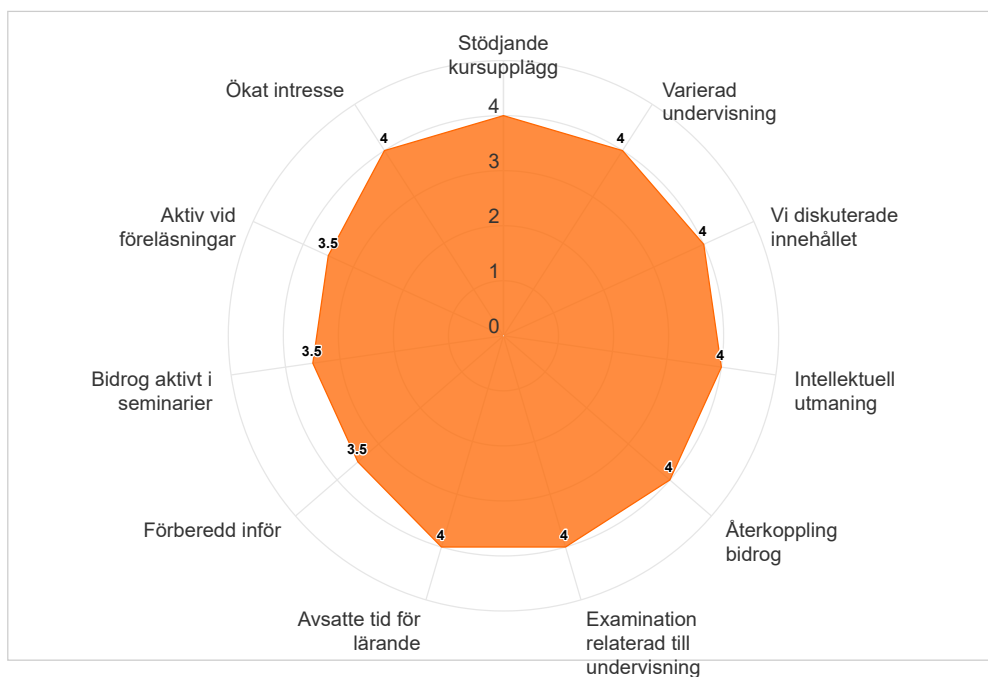 Stödjande
kursupplägg
Ökat intresse
Varierad
undervisning
4
4
4
3
Aktiv vid
föreläsningar
3.5
Vi diskuterade
innehållet
4
2
1
0
Bidrog aktivt i
seminarier
3.5
Intellektuell
utmaning
4
Förberedd inför
3.5
Återkoppling
bidrog
4
Avsatte tid för
lärande
4
Examination
relaterad till
undervisning
4